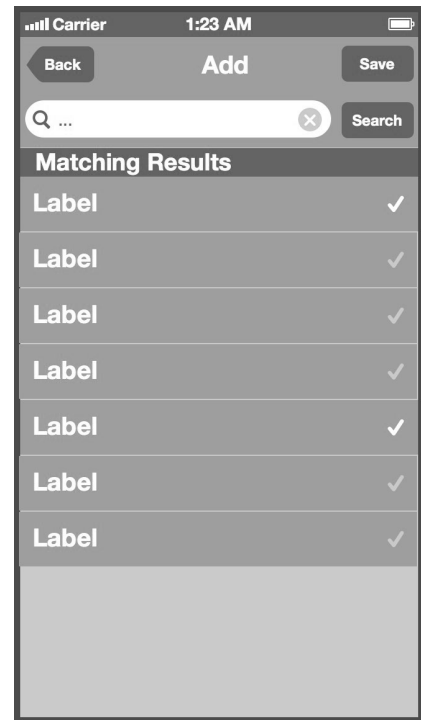 Carrier 1:23 AM
Back Add Save
... Search
Matching Results
Label
Label
Label
Label
Label
Label
Label